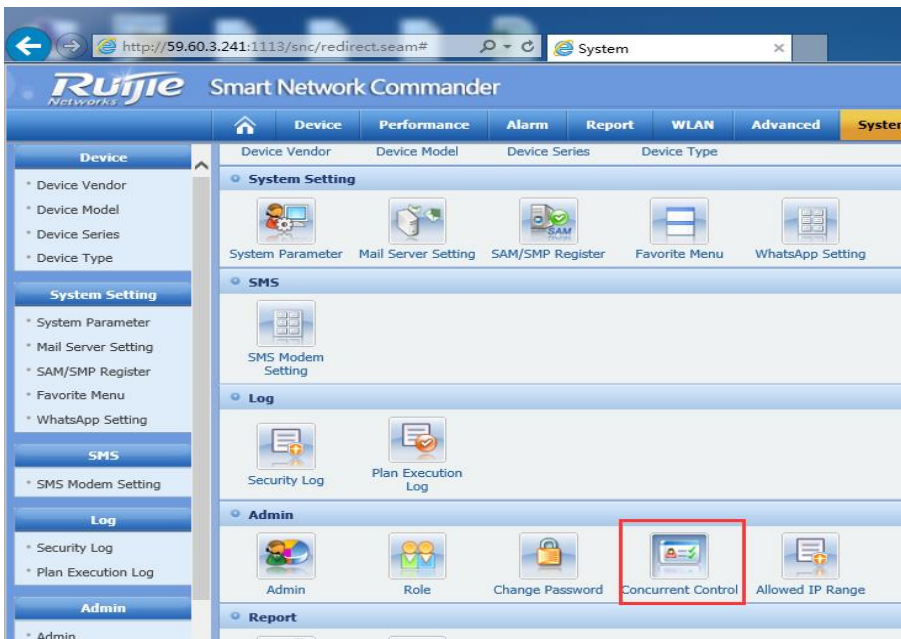 http://59.60.3.241:1113/snc/redirect.seam#
System
Ruijie
Networks
Smart Network Commander
Device
Performance
Alarm
Report
WLAN
Advanced
System
Device
Device Vendor
Device Model
Device Series
Device Type
System Setting
System Parameter
Mail Server Setting
SAM/SMP Register
Favorite Menu
WhatsApp Setting
SMS
SMS Modem Setting
Log
Security Log
Plan Execution Log
Admin
Admin
Device Vendor
Device Model
Device Series
Device Type
System Setting
SAM
System Parameter
Mail Server Setting
SAM/SMP Register
Favorite Menu
WhatsApp Setting
SMS
SMS Modem
Setting
Log
Security Log
Plan Execution
Log
Admin
Admin
Role
Change Password
Concurrent Control
Allowed IP Range
Report